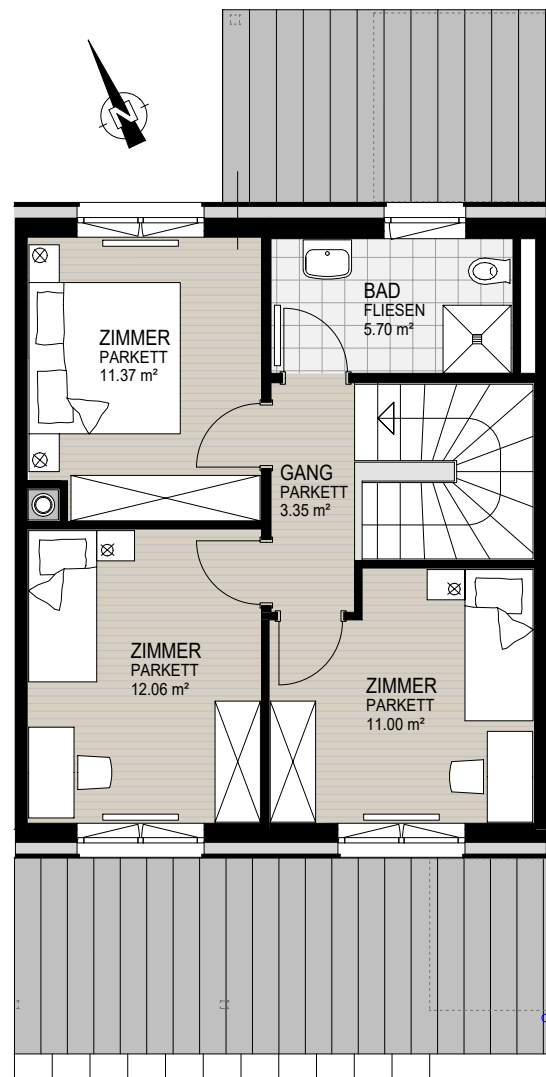 N
BAD
FLIESEN
5.70 m²
ZIMMER
PARKETT
11.37 m²
GANG
PARKETT
3.35 m²
ZIMMER
PARKETT
12.06 m²
ZIMMER
PARKETT
11.00 m²